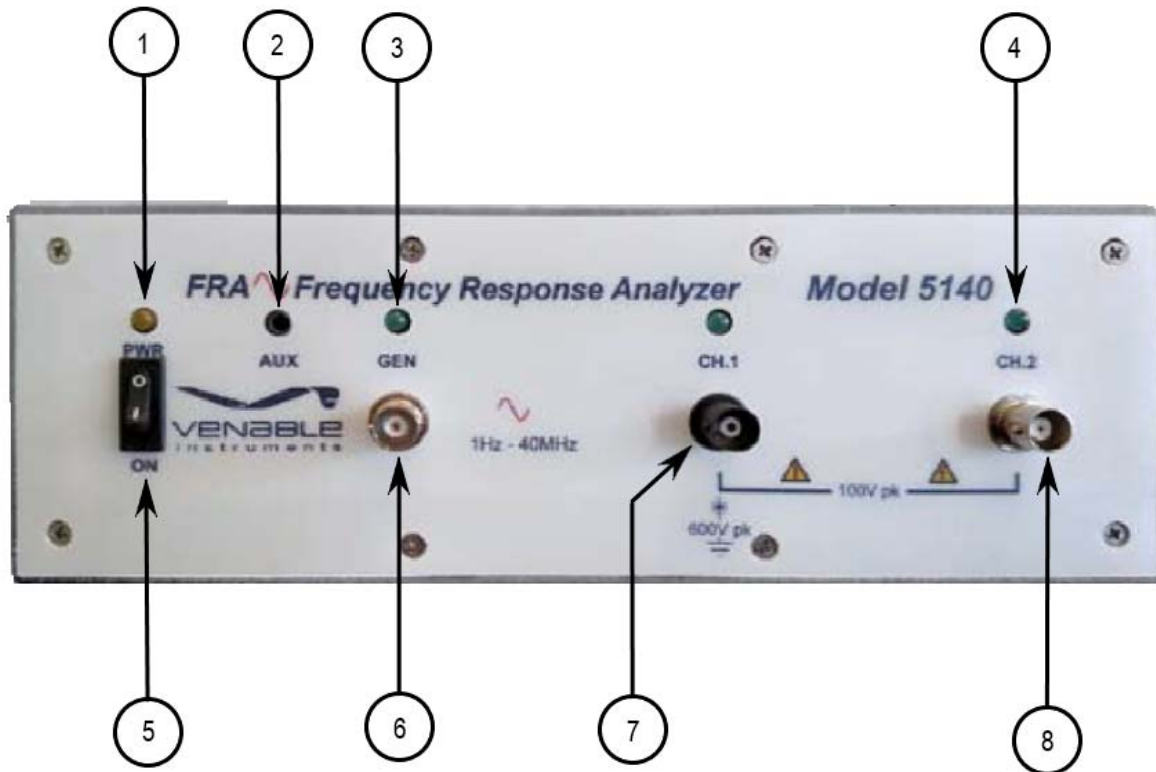 1
2
3
4
FRA Frequency Response Analyzer
Model 5140
PWR
AUX
GEN
CH.1
CH.2
O
I
VENABLE
instruments
1Hz - 40MHz
ON
100V pk
600V pk
5
6
7
8